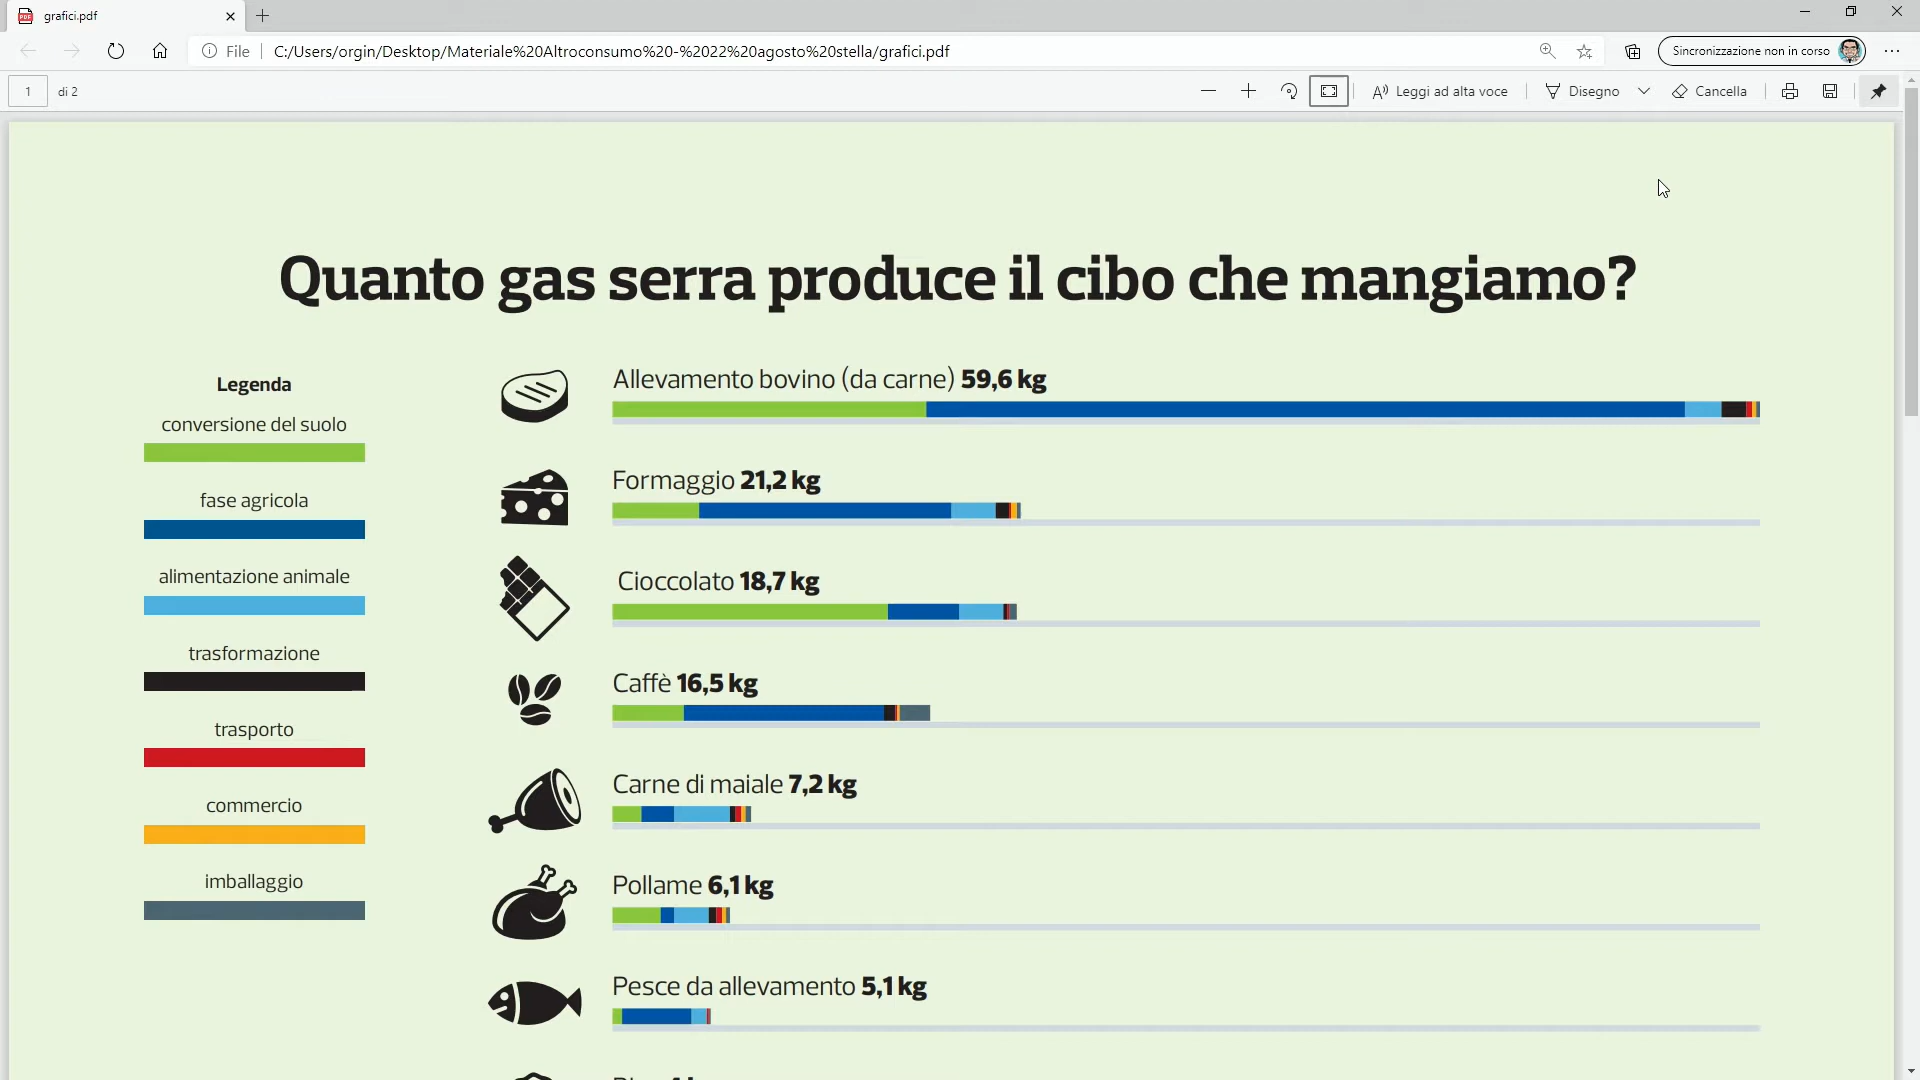 grafici.pdf
File
C:/Users/orgin/Desktop/Materiale%20Altroconsumo%20-%2022%20agosto%20stella/grafici.pdf
Sincronizzazione non in corso
1 di 2
Leggi ad alta voce
Disegno
Cancella
Quanto gas serra produce il cibo che mangiamo?
Legenda
conversione del suolo
fase agricola
alimentazione animale
trasformazione
trasporto
commercio
imballaggio
Allevamento bovino (da carne) 59,6 kg
Formaggio 21,2 kg
Cioccolato 18,7 kg
Caffè 16,5 kg
Carne di maiale 7,2 kg
Pollame 6,1 kg
Pesce da allevamento 5,1 kg